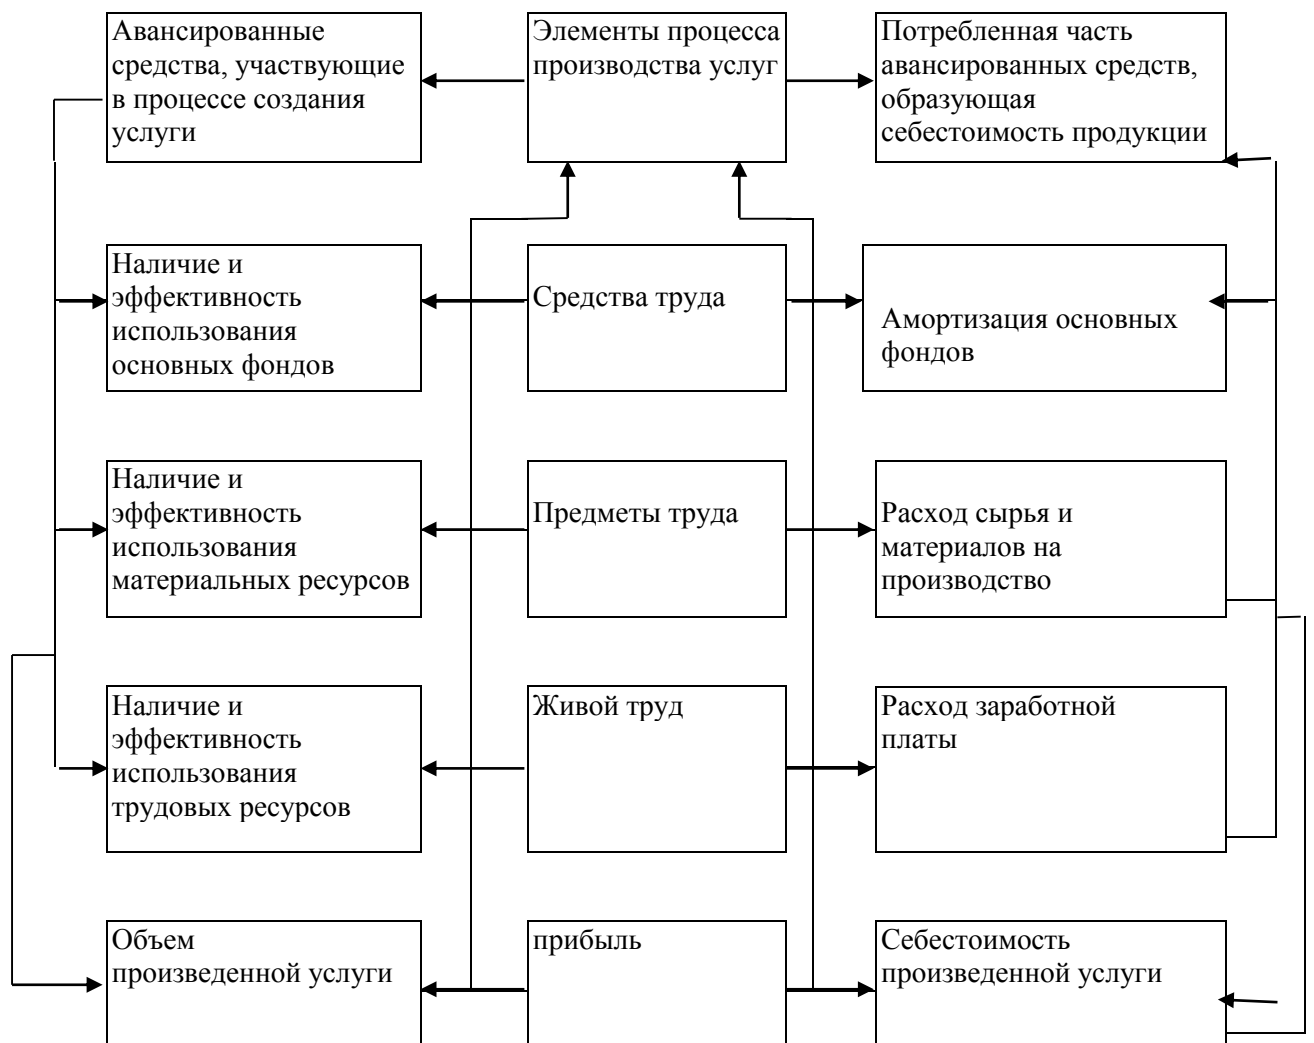 Авансированные
средства, участвующие
в процессе создания
услуги
Элементы процесса
производства услуг
Потребленная часть
авансированных средств,
образующая
себестоимость продукции
Наличие и
эффективность
использования
основных фондов
Средства труда
Амортизация основных
фондов
Наличие и
эффективность
использования
материальных ресурсов
Предметы труда
Расход сырья и
материалов на
производство
Наличие и
эффективность
использования
трудовых ресурсов
Живой труд
Расход заработной
платы
Объем
произведенной услуги
прибыль
Себестоимость
произведенной услуги